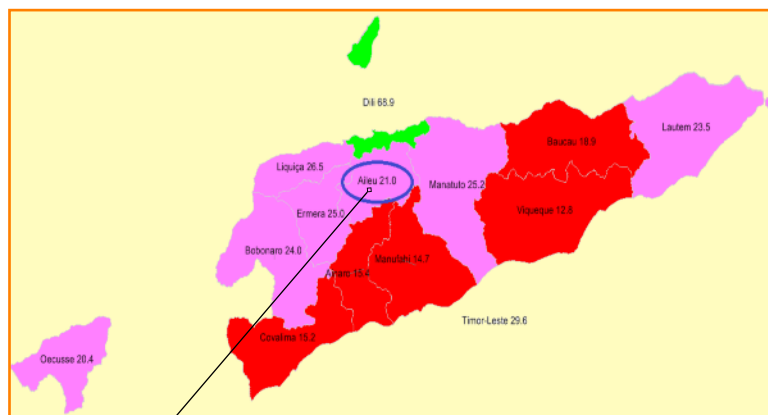 Dili 68.9
Lautem 23.5
Baucau 18.9
Liquiça 26.5
Aileu 21.0
Manatuto 25.2
Ermera 25.0
Viqueque 12.6
Bobonaro 24.0
Ainaro 15.4
Manufahi 14.7
Timor-Leste 29.6
Covalima 15.2
Oecusse 20.4